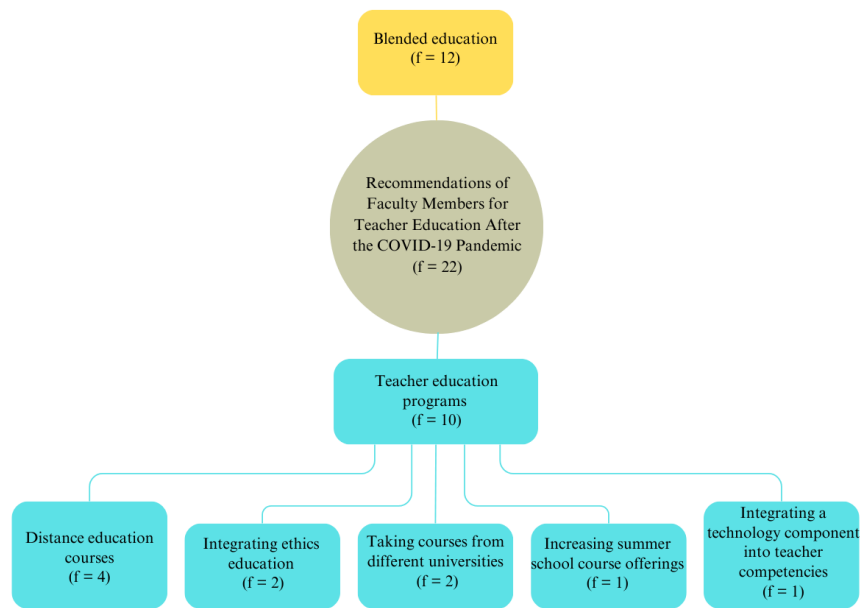 Blended education
(f = 12)
Recommendations of
Faculty Members for
Teacher Education After
the COVID-19 Pandemic
(f = 22)
Teacher education
programs
(f = 10)
Distance education
courses
(f = 4)
Integrating ethics
education
(f = 2)
Taking courses from
different universities
(f = 2)
Increasing summer
school course offerings
(f = 1)
Integrating a
technology component
into teacher
competencies
(f = 1)